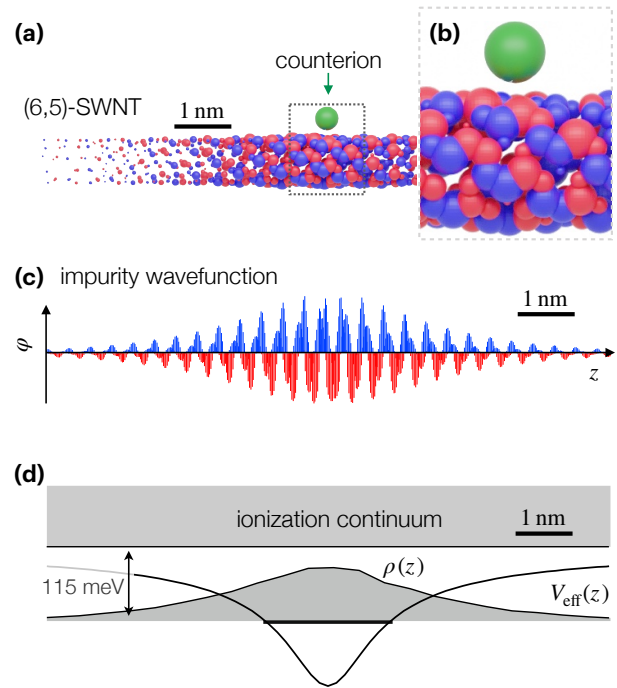 (a)
(b)
counterion
(6,5)-SWNT
1 nm
(c) impurity wavefunction
1 nm
φ
z
(d)
ionization continuum
1 nm
ρ(z)
115 meV
V_eff(z)